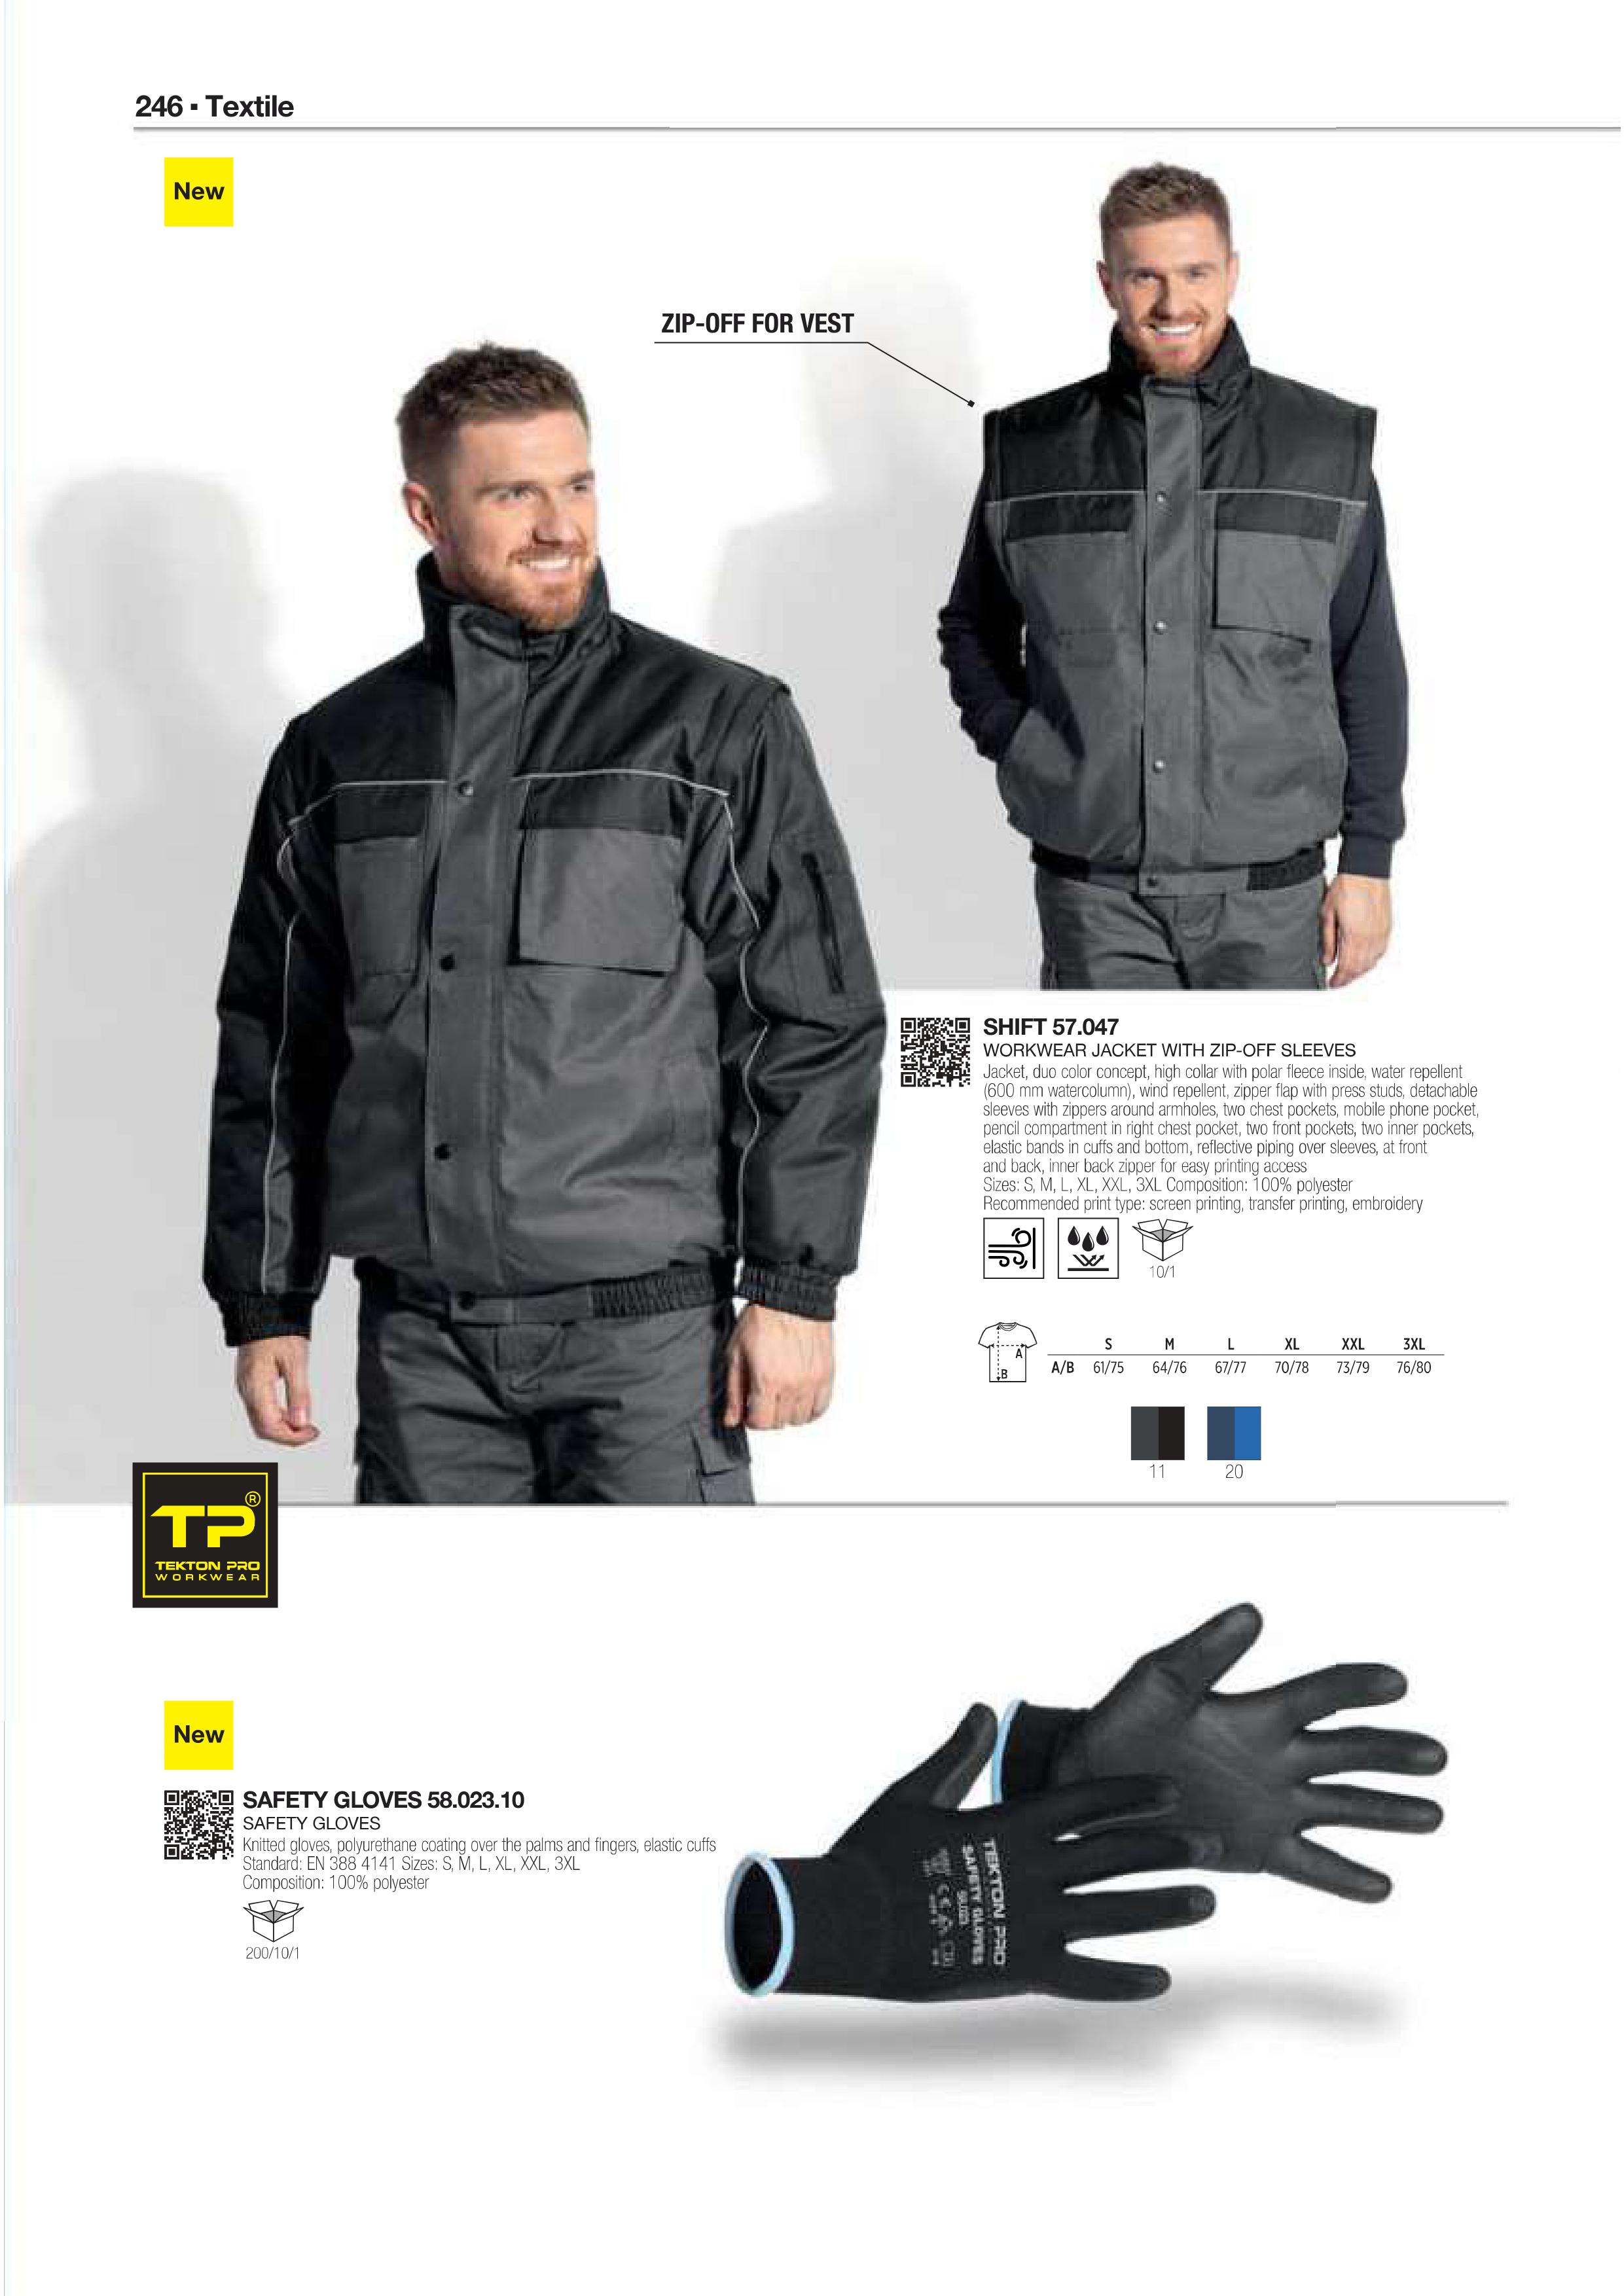 246 ▪ Textile
New
ZIP-OFF FOR VEST
SHIFT 57.047
WORKWEAR JACKET WITH ZIP-OFF SLEEVES
Jacket, duo color concept, high collar with polar fleece inside, water repellent
(600 mm watercolumn), wind repellent, zipper flap with press studs, detachable
sleeves with zippers around armholes, two chest pockets, mobile phone pocket,
pencil compartment in right chest pocket, two front pockets, two inner pockets,
elastic bands in cuffs and bottom, reflective piping over sleeves, at front
and back, inner back zipper for easy printing access
Sizes: S, M, L, XL, XXL, 3XL Composition: 100% polyester
Recommended print type: screen printing, transfer printing, embroidery
10/1
A
B
S M L XL XXL 3XL
A/B 61/75 64/76 67/77 70/78 73/79 76/80
11 20
TP®
TEKTON PRO
WORKWEAR
New
SAFETY GLOVES 58.023.10
SAFETY GLOVES
Knitted gloves, polyurethane coating over the palms and fingers, elastic cuffs
Standard: EN 388 4141 Sizes: S, M, L, XL, XXL, 3XL
Composition: 100% polyester
200/10/1
TEKTON PRO
SAFETY GLOVES
58.023
CE